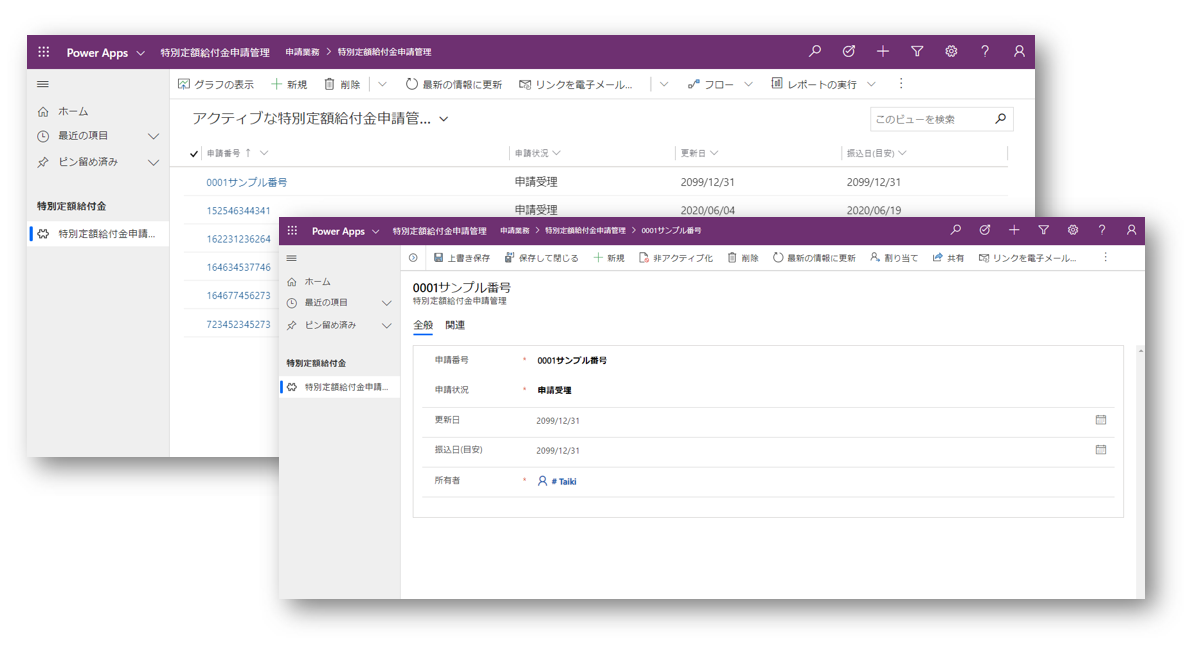 Power Apps 特別定額給付金申請管理 申請業務 > 特別定額給付金申請管理
グラフの表示 新規 削除 最新の情報に更新 リンクを電子メール... フロー レポートの実行
ホーム
最近の項目
ピン留め済み
特別定額給付金
特別定額給付金申請...
アクティブな特別定額給付金申請管... このビューを検索
申請番号 ↑ 申請状況 更新日 振込日(目安)
0001サンプル番号 申請受理 2099/12/31 2099/12/31
152546344341 申請受理 2020/06/04 2020/06/19
162231236264
164634537746
164677456273
723452345273
Power Apps 特別定額給付金申請管理 申請業務 > 特別定額給付金申請管理 > 0001サンプル番号
上書き保存 保存して閉じる 新規 非アクティブ化 削除 最新の情報に更新 割り当て 共有 リンクを電子メール...
ホーム
最近の項目
ピン留め済み
特別定額給付金
特別定額給付金申請...
0001サンプル番号
特別定額給付金申請管理
全般 関連
申請番号 * 0001サンプル番号
申請状況 * 申請受理
更新日 2099/12/31
振込日(目安) 2099/12/31
所有者 * # Taiki